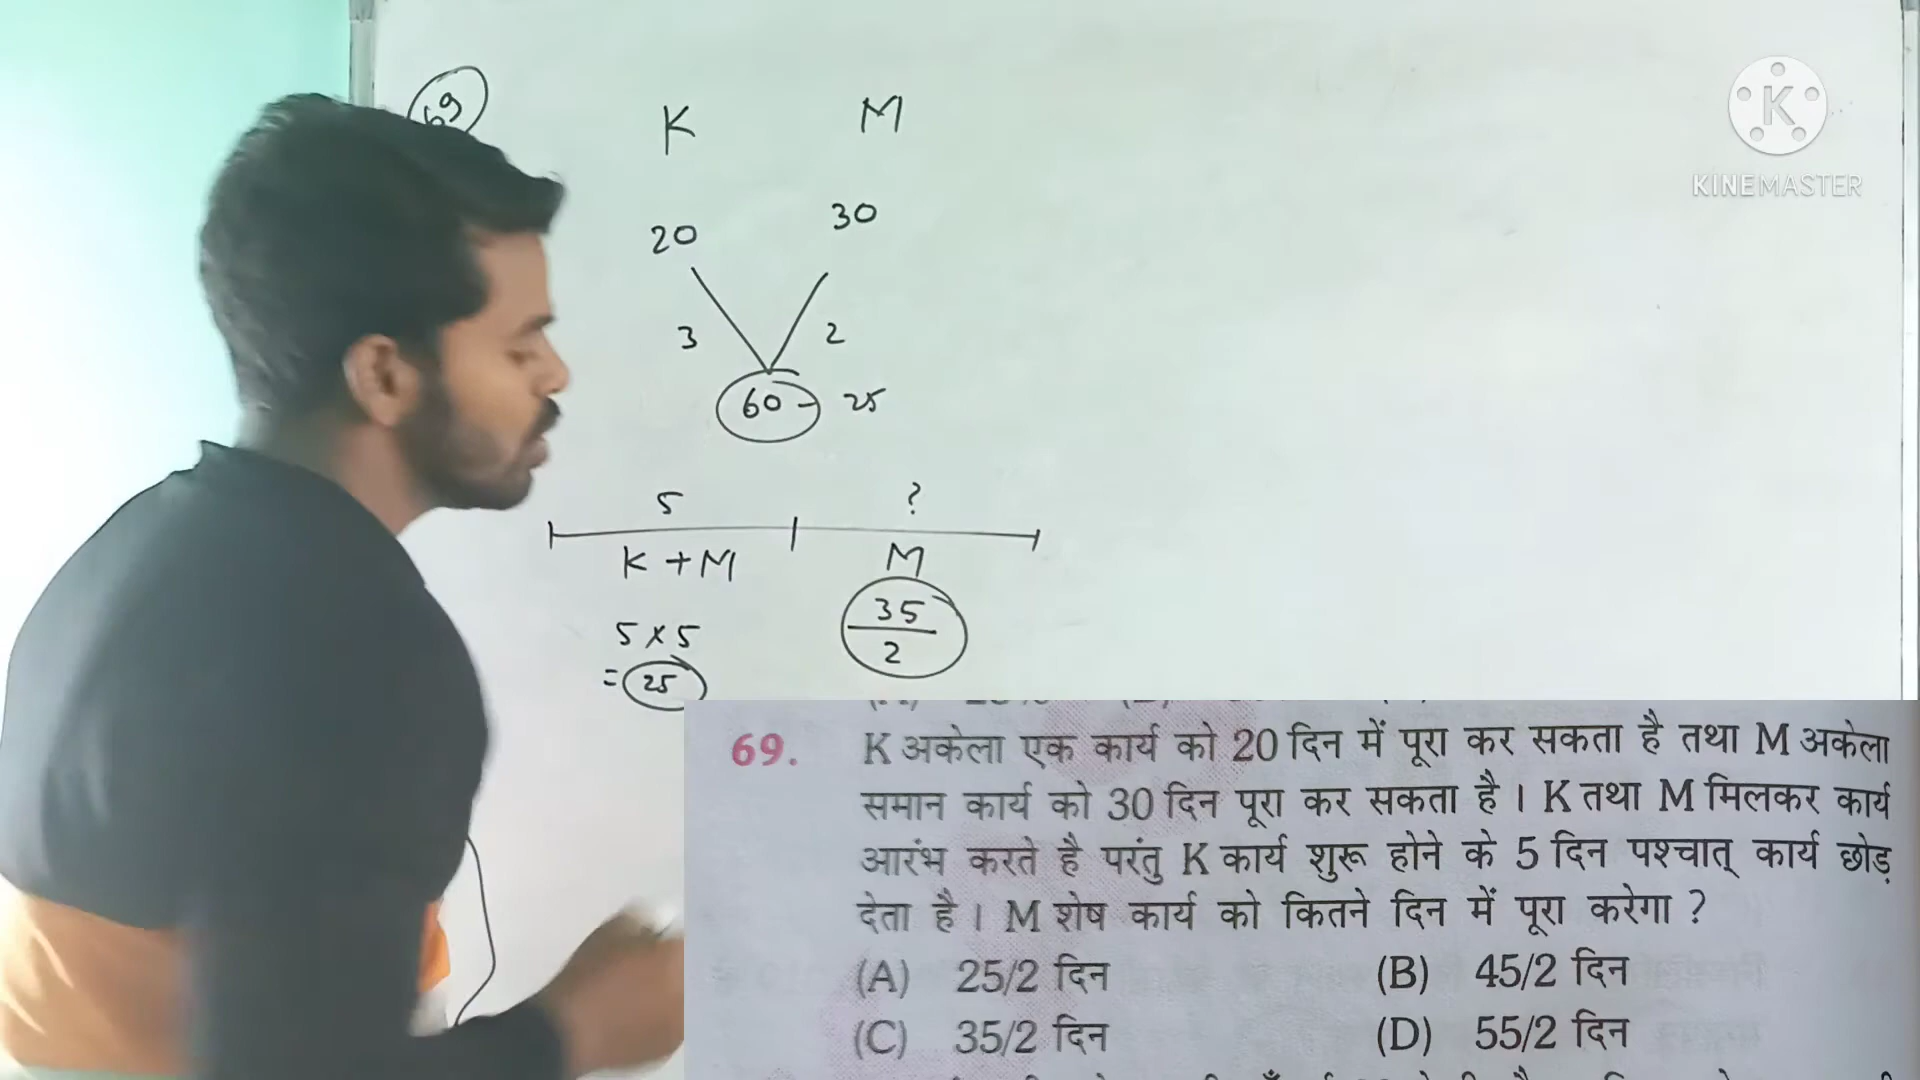 69
K M
20 30
3 2
60 - 25
5 ?
K + M M
5 × 5 35
= 25 2
K
KINEMASTER
69. K अकेला एक कार्य को 20 दिन में पूरा कर सकता है तथा M अकेला
समान कार्य को 30 दिन पूरा कर सकता है । K तथा M मिलकर कार्य
आरंभ करते है परंतु K कार्य शुरू होने के 5 दिन पश्चात् कार्य छोड़
देता है । M शेष कार्य को कितने दिन में पूरा करेगा ?
(A) 25/2 दिन (B) 45/2 दिन
(C) 35/2 दिन (D) 55/2 दिन